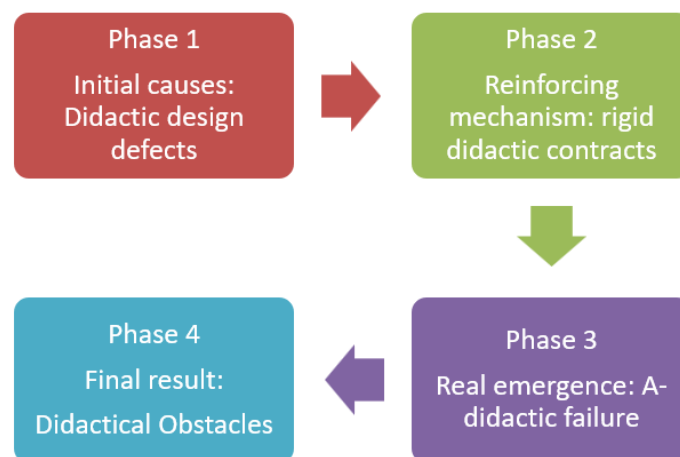 Phase 1
Initial causes:
Didactic design
defects
Phase 2
Reinforcing
mechanism: rigid
didactic contracts
Phase 3
Real emergence: A-
didactic failure
Phase 4
Final result:
Didactical Obstacles